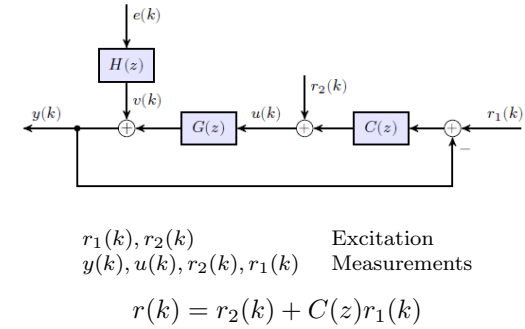 e(k)
H(z)
v(k)
r₂(k)
y(k)
G(z)
u(k)
C(z)
r₁(k)
−
r₁(k), r₂(k) Excitation
y(k), u(k), r₂(k), r₁(k) Measurements
r(k) = r₂(k) + C(z)r₁(k)